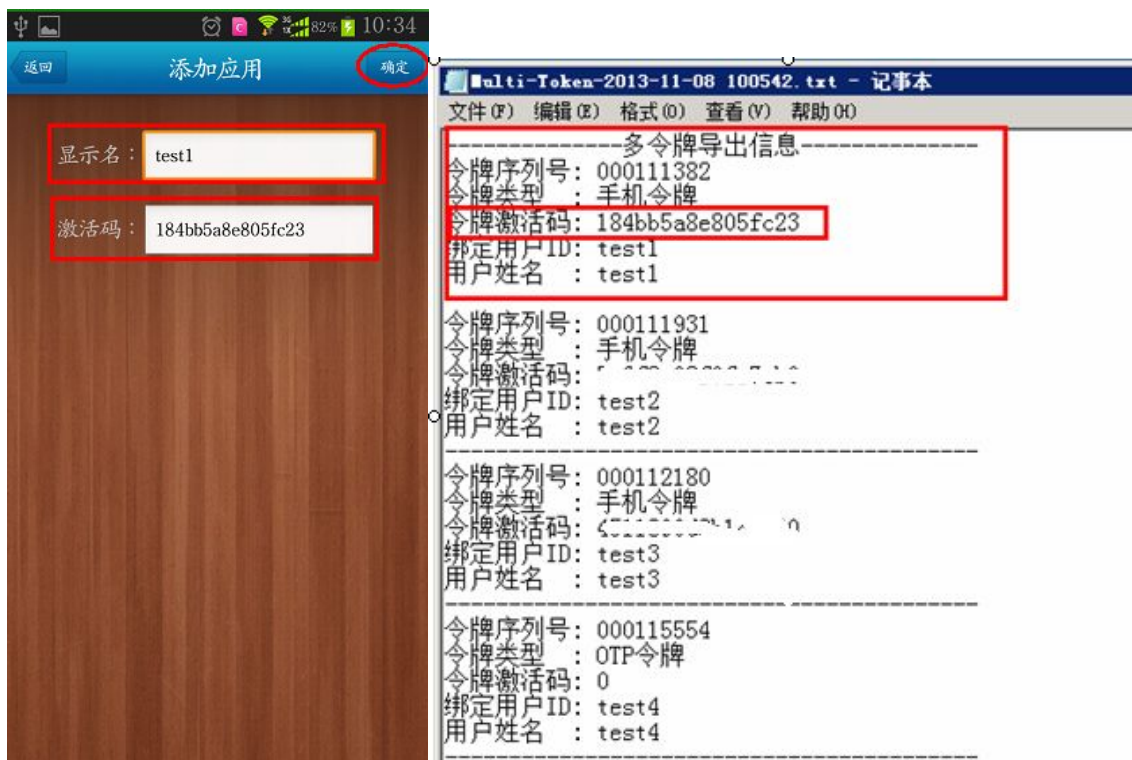 82% 10:34
返回 添加应用 确定
显示名： test1
激活码： 184bb5a8e805fc23
Multi-Token-2013-11-08 100542.txt - 记事本
文件(F) 编辑(E) 格式(O) 查看(V) 帮助(H)
--------------多令牌导出信息--------------
令牌序列号: 000111382
令牌类型 : 手机令牌
令牌激活码: 184bb5a8e805fc23
绑定用户ID: test1
用户姓名 : test1
令牌序列号: 000111931
令牌类型 : 手机令牌
令牌激活码:
绑定用户ID: test2
用户姓名 : test2
------------------------------------------
令牌序列号: 000112180
令牌类型 : 手机令牌
令牌激活码:
绑定用户ID: test3
用户姓名 : test3
------------------------------------------
令牌序列号: 000115554
令牌类型 : OTP令牌
令牌激活码: 0
绑定用户ID: test4
用户姓名 : test4
------------------------------------------